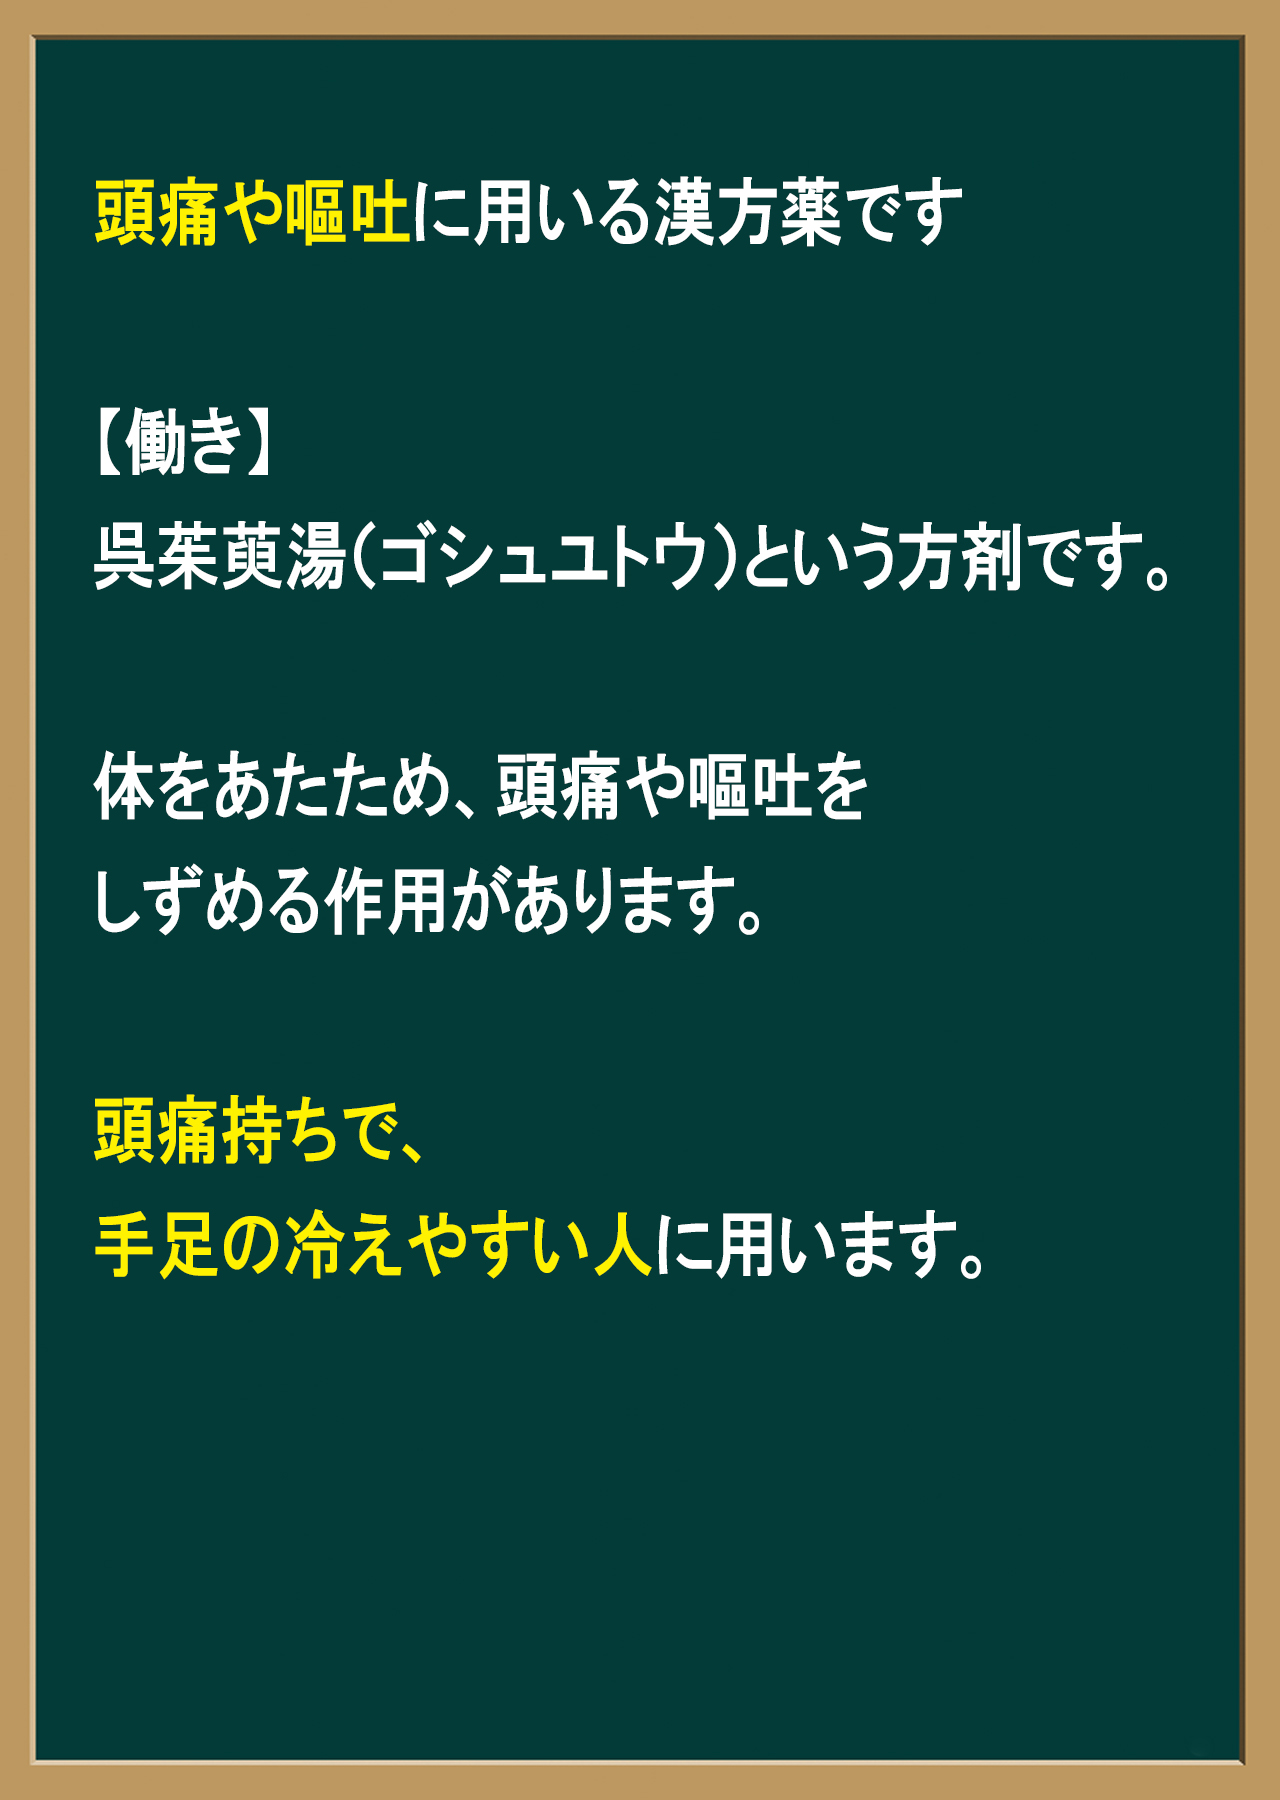 頭痛や嘔吐に用いる漢方薬です
【働き】
呉茱萸湯(ゴシュユトウ)という方剤です。
体をあたため、頭痛や嘔吐を
しずめる作用があります。
頭痛持ちで、
手足の冷えやすい人に用います。